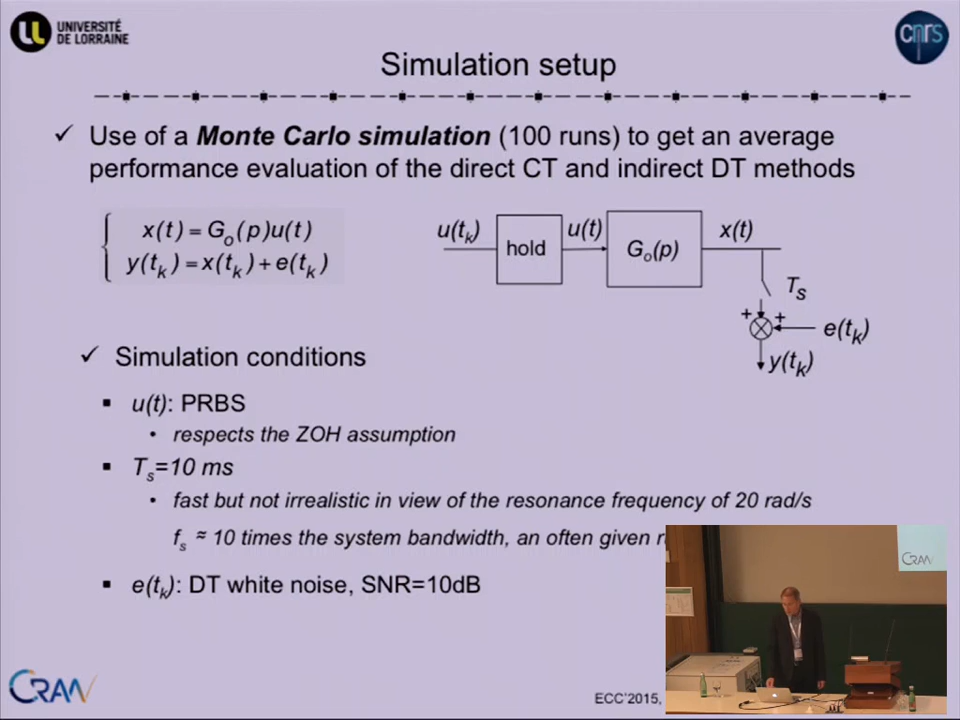 UNIVERSITÉ
DE LORRAINE
cnrs
Simulation setup
✓ Use of a Monte Carlo simulation (100 runs) to get an average
performance evaluation of the direct CT and indirect DT methods
x(t) = Go(p)u(t)
y(tk) = x(tk) + e(tk)
u(tk) hold u(t) Go(p) x(t)
Ts
+ +
e(tk)
y(tk)
✓ Simulation conditions
▪ u(t): PRBS
• respects the ZOH assumption
▪ Ts=10 ms
• fast but not irrealistic in view of the resonance frequency of 20 rad/s
fs ≈ 10 times the system bandwidth, an often given
▪ e(tk): DT white noise, SNR=10dB
CRAN
CRAN
ECC'2015,